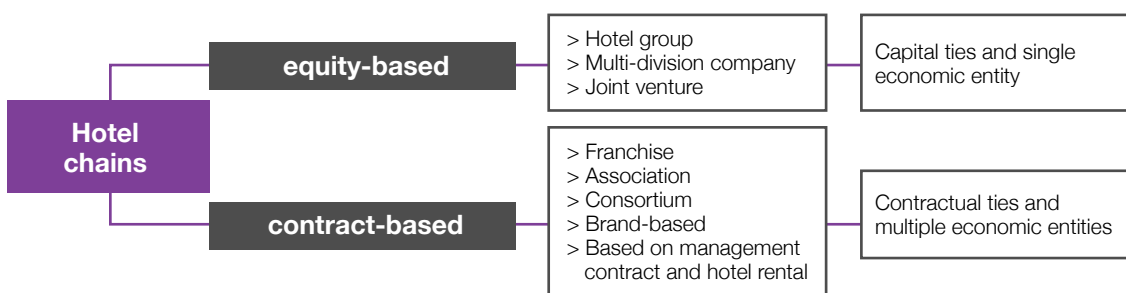 Hotel
chains
equity-based
> Hotel group
> Multi-division company
> Joint venture
Capital ties and single
economic entity
contract-based
> Franchise
> Association
> Consortium
> Brand-based
> Based on management
contract and hotel rental
Contractual ties and
multiple economic entities